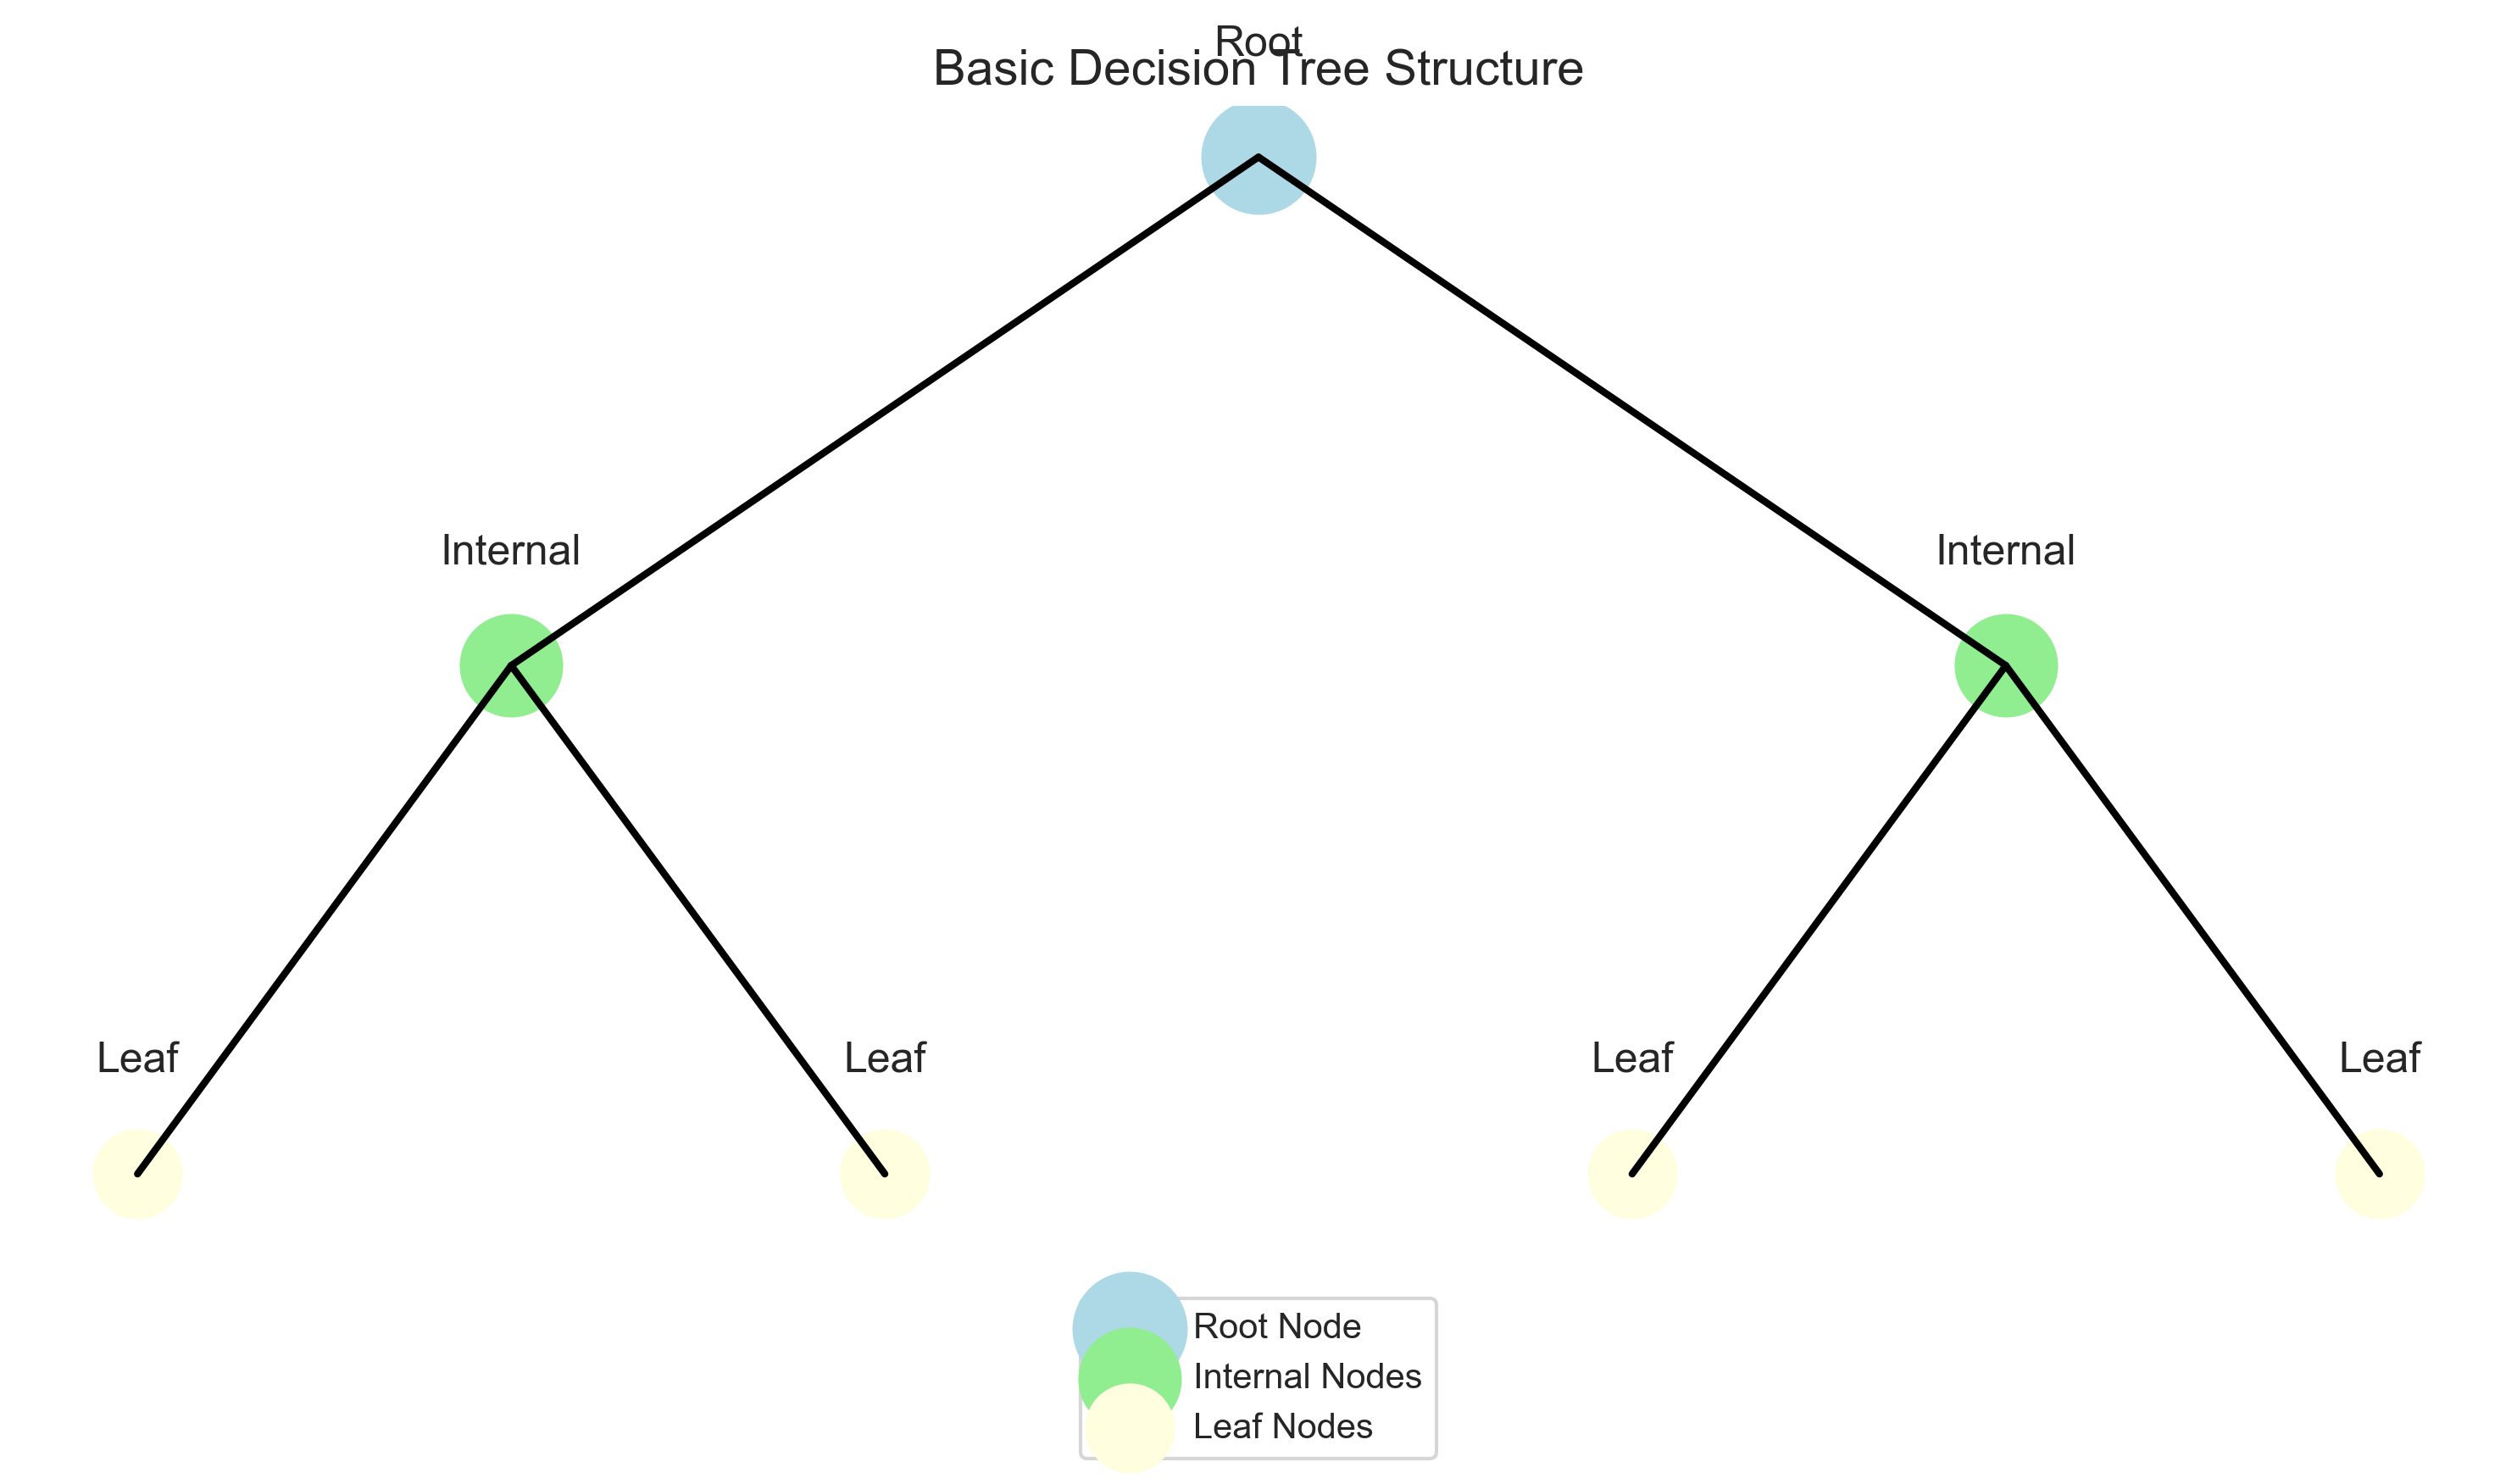 Root
Basic Decision Tree Structure
Internal
Internal
Leaf
Leaf
Leaf
Leaf
Root Node
Internal Nodes
Leaf Nodes